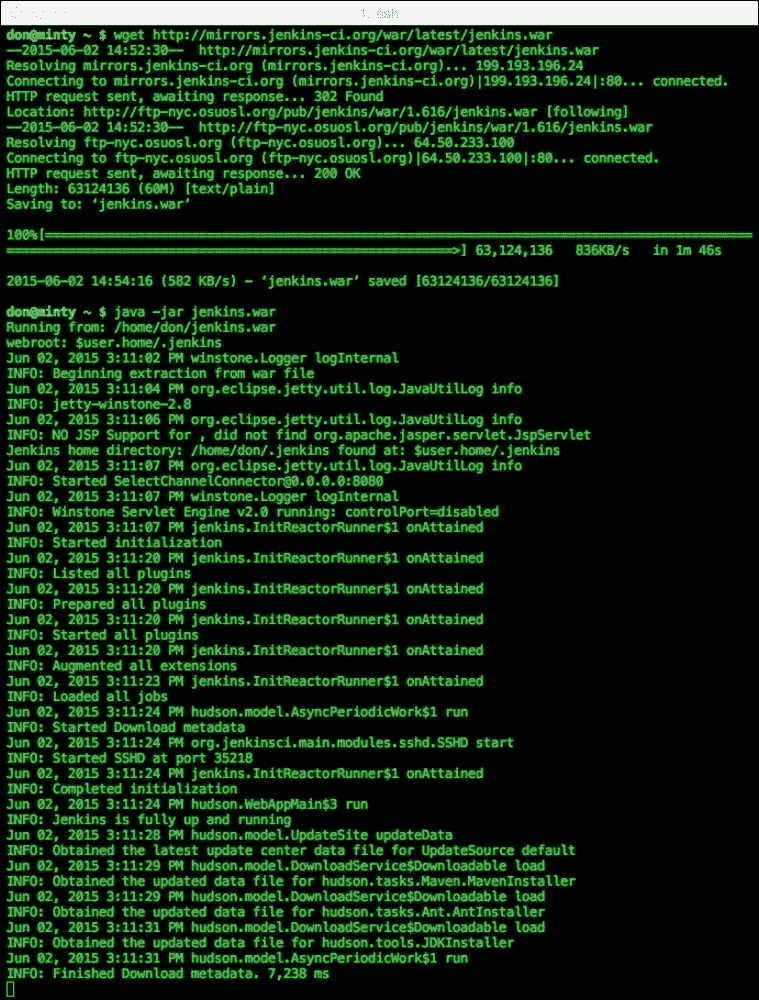 1. ssh
don@minty ~ $ wget http://mirrors.jenkins-ci.org/war/latest/jenkins.war
--2015-06-02 14:52:30--  http://mirrors.jenkins-ci.org/war/latest/jenkins.war
Resolving mirrors.jenkins-ci.org (mirrors.jenkins-ci.org)... 199.193.196.24
Connecting to mirrors.jenkins-ci.org (mirrors.jenkins-ci.org)|199.193.196.24|:80... connected.
HTTP request sent, awaiting response... 302 Found
Location: http://ftp-nyc.osuosl.org/pub/jenkins/war/1.616/jenkins.war [following]
--2015-06-02 14:52:30--  http://ftp-nyc.osuosl.org/pub/jenkins/war/1.616/jenkins.war
Resolving ftp-nyc.osuosl.org (ftp-nyc.osuosl.org)... 64.50.233.100
Connecting to ftp-nyc.osuosl.org (ftp-nyc.osuosl.org)|64.50.233.100|:80... connected.
HTTP request sent, awaiting response... 200 OK
Length: 63124136 (60M) [text/plain]
Saving to: ‘jenkins.war’
100%[==========================================================================================
==========================================================>] 63,124,136   836KB/s   in 1m 46s
2015-06-02 14:54:16 (582 KB/s) - ‘jenkins.war’ saved [63124136/63124136]
don@minty ~ $ java -jar jenkins.war
Running from: /home/don/jenkins.war
webroot: $user.home/.jenkins
Jun 02, 2015 3:11:02 PM winstone.Logger logInternal
INFO: Beginning extraction from war file
Jun 02, 2015 3:11:04 PM org.eclipse.jetty.util.log.JavaUtilLog info
INFO: jetty-winstone-2.8
Jun 02, 2015 3:11:06 PM org.eclipse.jetty.util.log.JavaUtilLog info
INFO: NO JSP Support for , did not find org.apache.jasper.servlet.JspServlet
Jenkins home directory: /home/don/.jenkins found at: $user.home/.jenkins
Jun 02, 2015 3:11:07 PM org.eclipse.jetty.util.log.JavaUtilLog info
INFO: Started SelectChannelConnector@0.0.0.0:8080
Jun 02, 2015 3:11:07 PM winstone.Logger logInternal
INFO: Winstone Servlet Engine v2.0 running: controlPort=disabled
Jun 02, 2015 3:11:07 PM jenkins.InitReactorRunner$1 onAttained
INFO: Started initialization
Jun 02, 2015 3:11:20 PM jenkins.InitReactorRunner$1 onAttained
INFO: Listed all plugins
Jun 02, 2015 3:11:20 PM jenkins.InitReactorRunner$1 onAttained
INFO: Prepared all plugins
Jun 02, 2015 3:11:20 PM jenkins.InitReactorRunner$1 onAttained
INFO: Started all plugins
Jun 02, 2015 3:11:20 PM jenkins.InitReactorRunner$1 onAttained
INFO: Augmented all extensions
Jun 02, 2015 3:11:23 PM jenkins.InitReactorRunner$1 onAttained
INFO: Loaded all jobs
Jun 02, 2015 3:11:24 PM hudson.model.AsyncPeriodicWork$1 run
INFO: Started Download metadata
Jun 02, 2015 3:11:24 PM org.jenkinsci.main.modules.sshd.SSHD start
INFO: Started SSHD at port 35218
Jun 02, 2015 3:11:24 PM jenkins.InitReactorRunner$1 onAttained
INFO: Completed initialization
Jun 02, 2015 3:11:24 PM hudson.WebAppMain$3 run
INFO: Jenkins is fully up and running
Jun 02, 2015 3:11:28 PM hudson.model.UpdateSite updateData
INFO: Obtained the latest update center data file for UpdateSource default
Jun 02, 2015 3:11:29 PM hudson.model.DownloadService$Downloadable load
INFO: Obtained the updated data file for hudson.tasks.Maven.MavenInstaller
Jun 02, 2015 3:11:29 PM hudson.model.DownloadService$Downloadable load
INFO: Obtained the updated data file for hudson.tasks.Ant.AntInstaller
Jun 02, 2015 3:11:31 PM hudson.model.DownloadService$Downloadable load
INFO: Obtained the updated data file for hudson.tools.JDKInstaller
Jun 02, 2015 3:11:31 PM hudson.model.AsyncPeriodicWork$1 run
INFO: Finished Download metadata. 7,238 ms